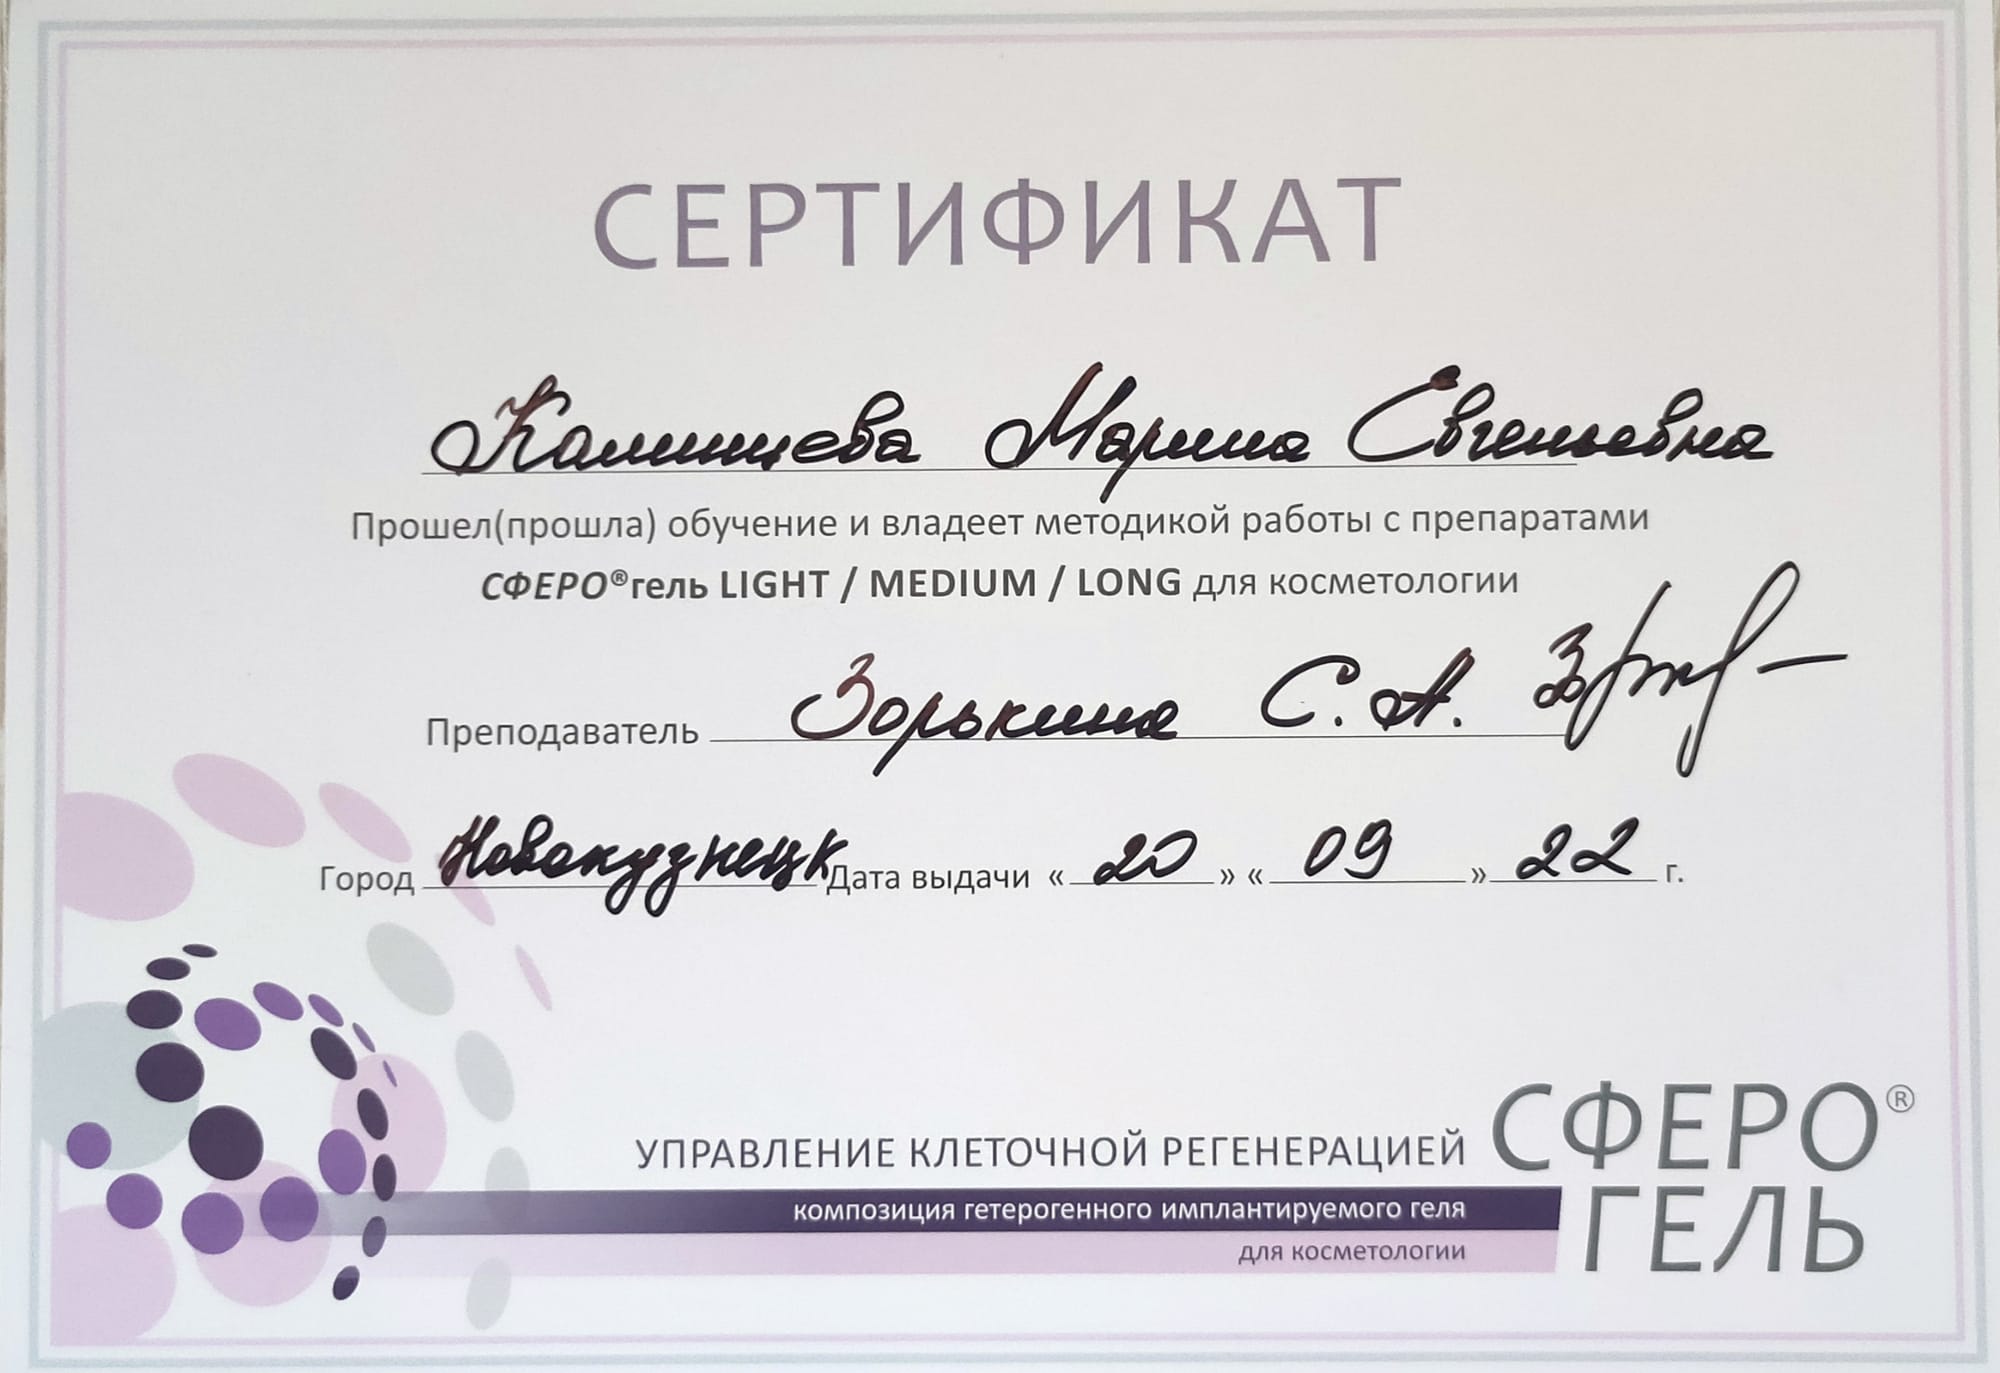 СЕРТИФИКАТ
Калинцева Марина Евгеньевна
Прошел(прошла) обучение и владеет методикой работы с препаратами
СФЕРО®гель LIGHT / MEDIUM / LONG для косметологии
Преподаватель Зорькина С. А.
Город Новокузнецк Дата выдачи « 20 » « 09 » 22 г.
УПРАВЛЕНИЕ КЛЕТОЧНОЙ РЕГЕНЕРАЦИЕЙ
композиция гетерогенного имплантируемого геля
для косметологии
СФЕРО®
ГЕЛЬ